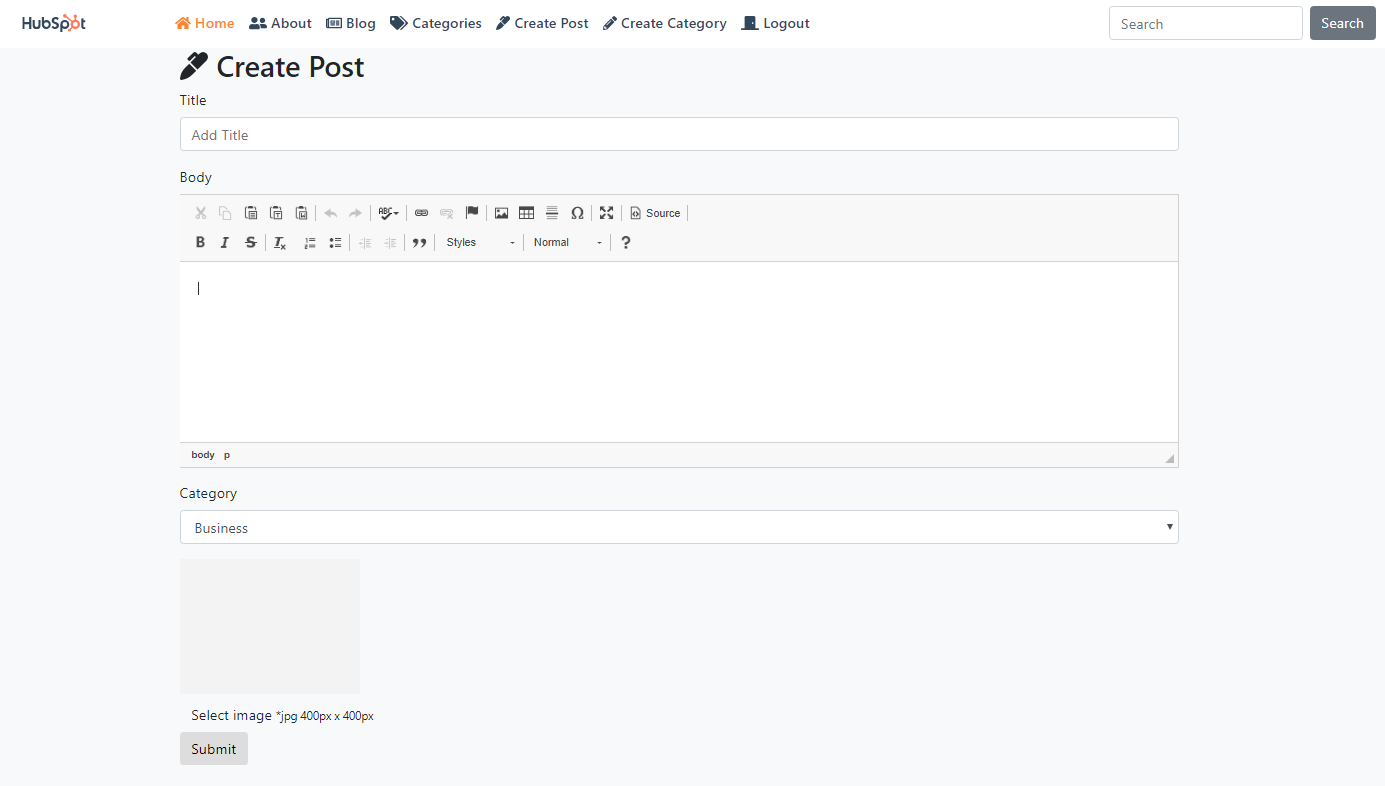 HubSpot Home About Blog Categories Create Post Create Category Logout Search Search
Create Post
Title
Add Title
Body
ABC Ω Source
B I S Tx Styles Normal ?
body p
Category
Business
Select image *jpg 400px x 400px
Submit